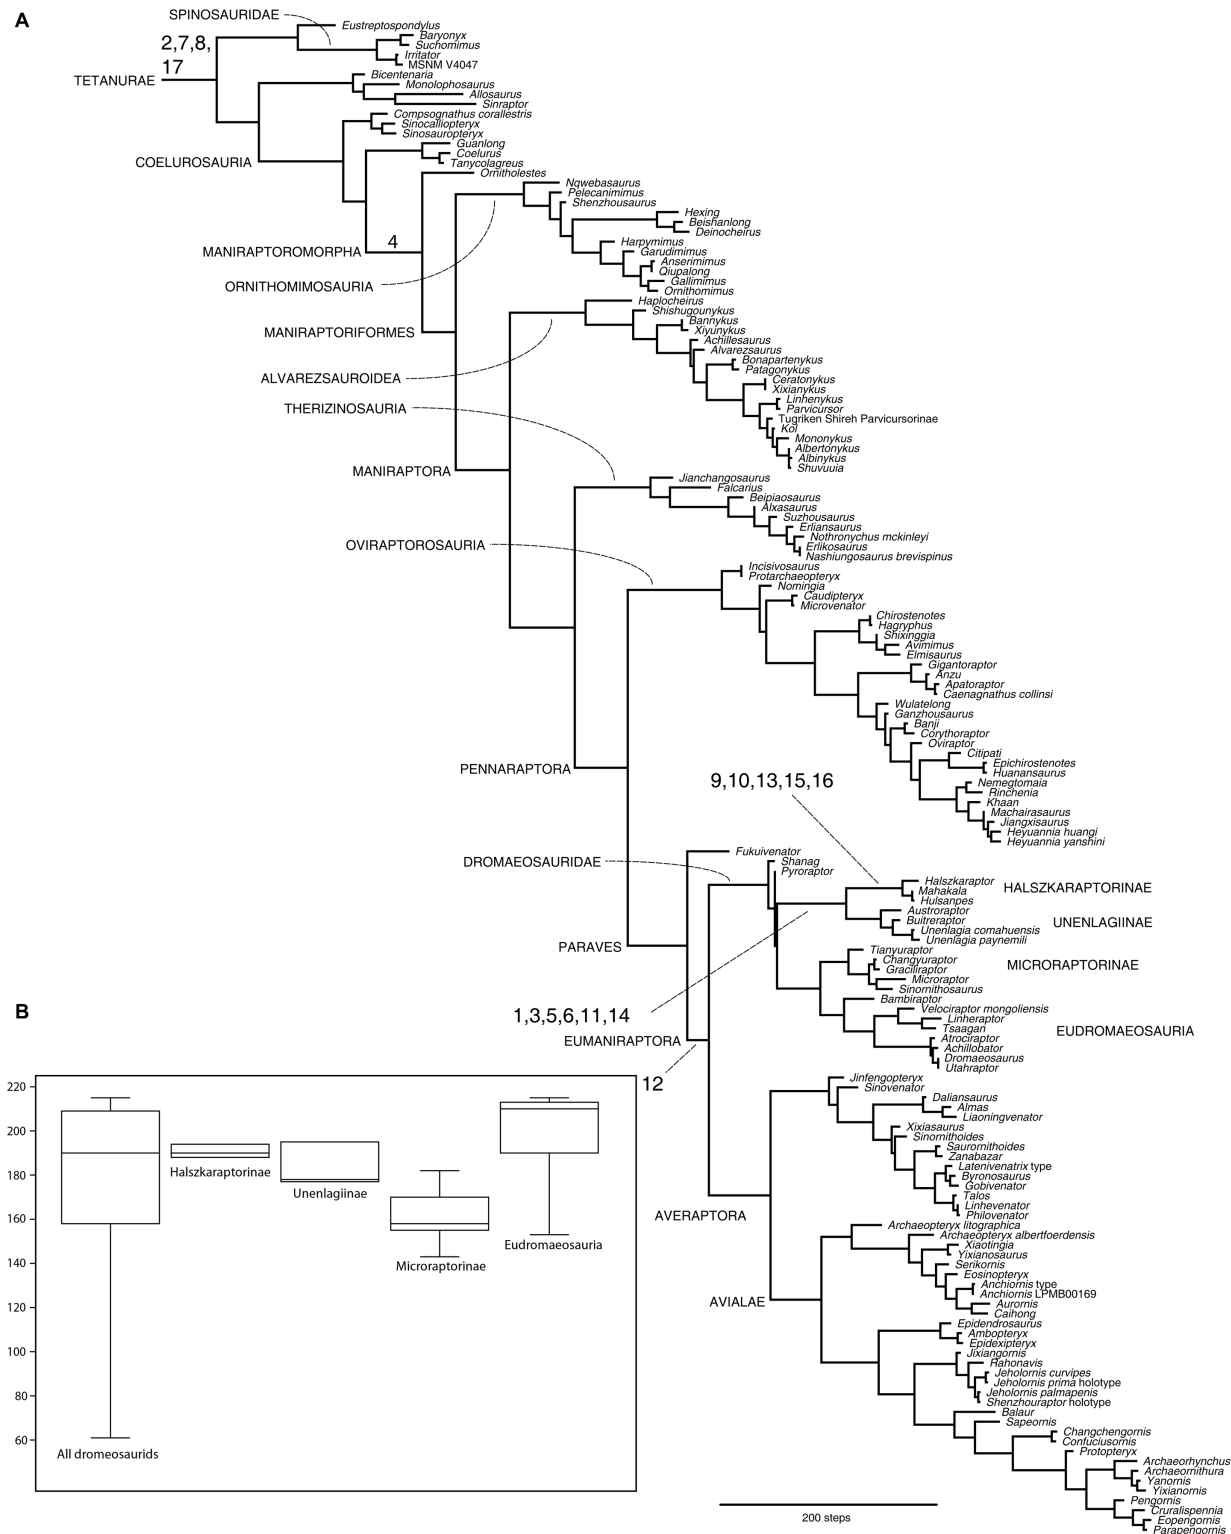 A
SPINOSAURIDAE
Eustreptospondylus
Baryonyx
2,7,8,
17
Suchomimus
Irritator
MSNM V4047
TETANURAE
Bicentenaria
Monolophosaurus
Allosaurus
Sinraptor
Compsognathus corallestris
Sinocalliopteryx
Sinosauropteryx
Guanlong
Coelurus
COELUROSAURIA
Tanycolagreus
Ornitholestes
Nqwebasaurus
Pelecanimimus
Shenzhousaurus
Hexing
Beishanlong
Deinocheirus
4
MANIRAPTOROMORPHA
Harpymimus
Garudimimus
Anserimimus
Qiupalong
Gallimimus
ORNITHOMIMOSAURIA
Ornithomimus
Haplocheirus
Shishugounykus
Bannykus
MANIRAPTORIFORMES
Xiyunykus
Achillesaurus
Alvarezsaurus
Bonapartenykus
Patagonykus
ALVAREZSAUROIDEA
Ceratonykus
Xixianykus
Linhenykus
THERIZINOSAURIA
Parvicursor
Tugriken Shireh Parvicursorinae
Kol
Mononykus
Albertonykus
Albinykus
MANIRAPTORA
Shuvuuia
Jianchangosaurus
Falcarius
Beipiaosaurus
Alxasaurus
Suzhousaurus
Erliansaurus
Nothronychus mckinleyi
OVIRAPTOROSAURIA
Erlikosaurus
Nashiungosaurus brevispinus
Incisivosaurus
Protarchaeopteryx
Nomingia
Caudipteryx
Microvenator
Chirostenotes
Hagryphus
Shixinggia
Avimimus
Elmisaurus
Gigantoraptor
Anzu
Apatoraptor
Caenagnathus collinsi
Wulatelong
Ganzhousaurus
Banji
Corythoraptor
Oviraptor
Citipati
Epichirostenotes
PENNARAPTORA
Huanansaurus
9,10,13,15,16
Nemegtomaia
Rinchenia
Khaan
Machairasaurus
Jiangxisaurus
Heyuannia huangi
Heyuannia yanshini
Fukuivenator
DROMAEOSAURIDAE
Shanag
Pyroraptor
Halszkaraptor
HALSZKARAPTORINAE
Mahakala
Hulsanpes
Austroraptor
Buitreraptor
UNENLAGIINAE
Unenlagia comahuensis
Unenlagia paynemili
PARAVES
Tianyuraptor
Changyuraptor
MICRORAPTORINAE
Graciliraptor
Microraptor
Sinornithosaurus
Bambiraptor
B
1,3,5,6,11,14
Velociraptor mongoliensis
Linheraptor
Tsaagan
EUDROMAEOSAURIA
EUMANIRAPTORA
Atrociraptor
Achillobator
Dromaeosaurus
Utahraptor
12
Jinfengopteryx
Sinovenator
Daliansaurus
Almas
Liaoningvenator
Xixiasaurus
Sinornithoides
Saurornithoides
Zanabazar
Latenivenatrix type
Byronosaurus
Gobivenator
Talos
Linhevenator
Philovenator
AVERAPTORA
Archaeopteryx litographica
Archaeopteryx albertfoerdensis
Xiaotingia
Yixianosaurus
Serikornis
Eosinopteryx
Anchiornis type
Anchiornis LPMB00169
AVIALAE
Aurornis
Caihong
Epidendrosaurus
Ambopteryx
Epidexipteryx
Jixiangornis
Rahonavis
Jeholornis curvipes
Jeholornis prima holotype
Jeholornis palmapenis
Shenzhouraptor holotype
Balaur
Sapeornis
Changchengornis
Confuciusornis
Protopteryx
Archaeorhynchus
Archaeornithura
Yanornis
Yixianornis
Pengornis
Cruralispennia
Eopengornis
Parapengornis
200 steps
220
200
180
160
140
120
100
80
60
All dromeosaurids
Halszkaraptorinae
Unenlagiinae
Microraptorinae
Eudromaeosauria